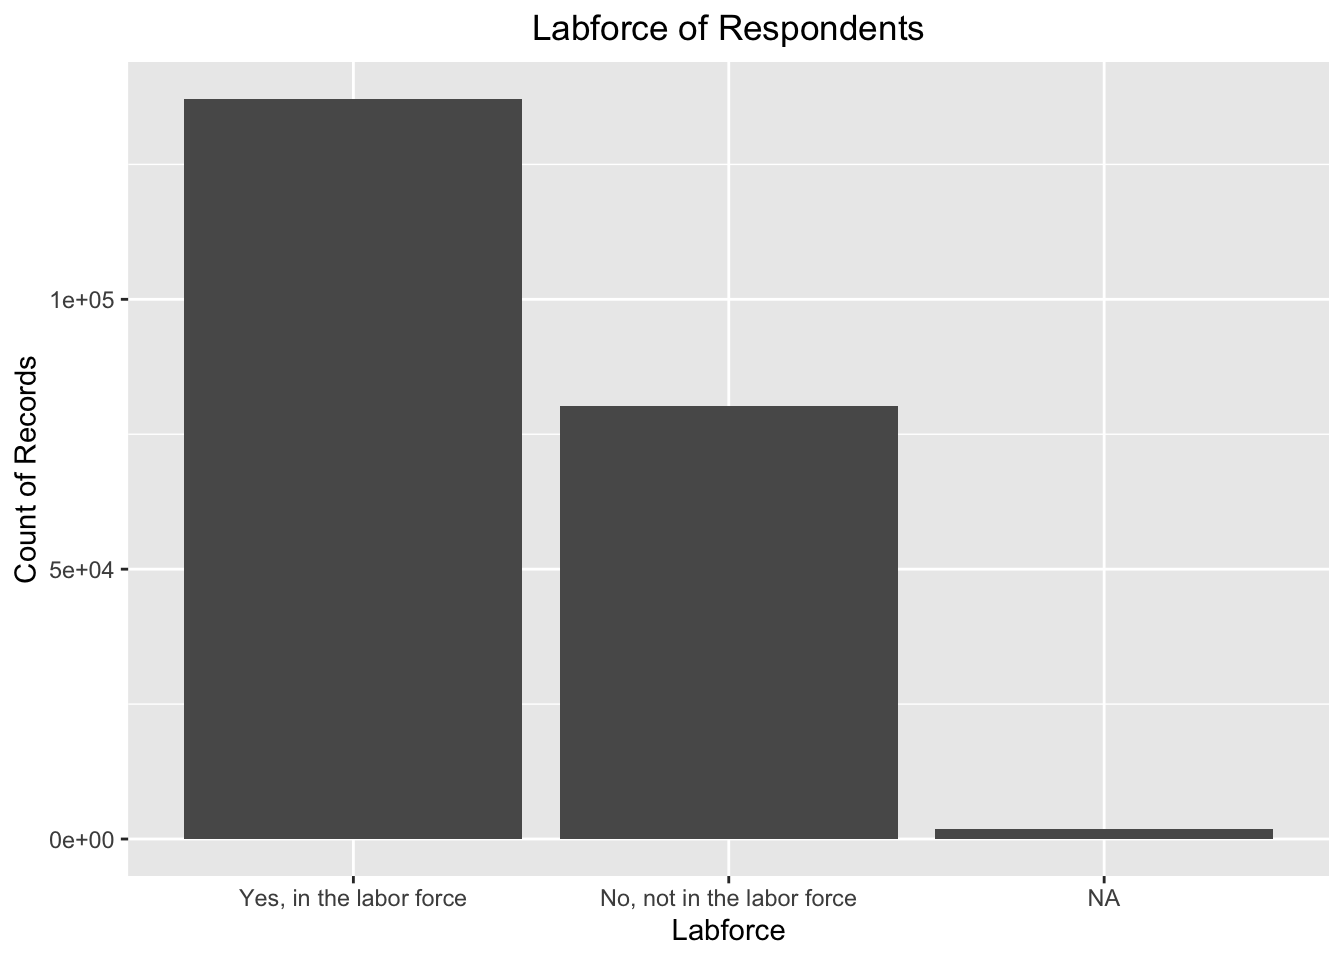 Labforce of Respondents
Count of Records
1e+05
5e+04
0e+00
Yes, in the labor force
No, not in the labor force
NA
Labforce